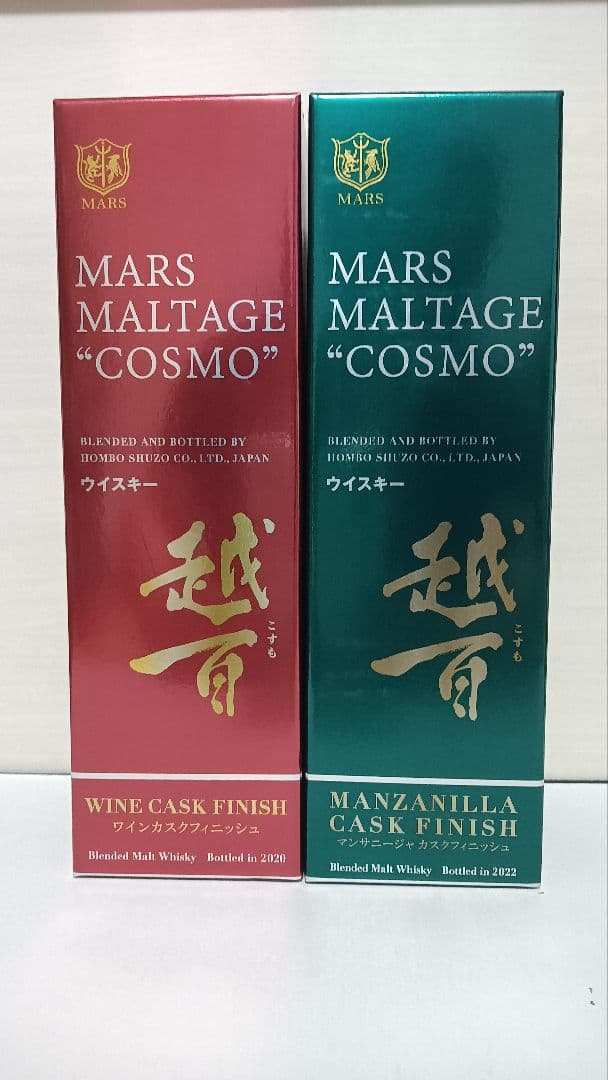 MARS
MARS
MALTAGE
“COSMO”
BLENDED AND BOTTLED BY
HOMBO SHUZO CO., LTD., JAPAN
ウイスキー
越百
こすも
WINE CASK FINISH
ワインカスクフィニッシュ
Blended Malt Whisky Bottled in 2020
MARS
MARS
MALTAGE
“COSMO”
BLENDED AND BOTTLED BY
HOMBO SHUZO CO., LTD., JAPAN
ウイスキー
越百
こすも
MANZANILLA
CASK FINISH
マンサニージャ カスクフィニッシュ
Blended Malt Whisky Bottled in 2022